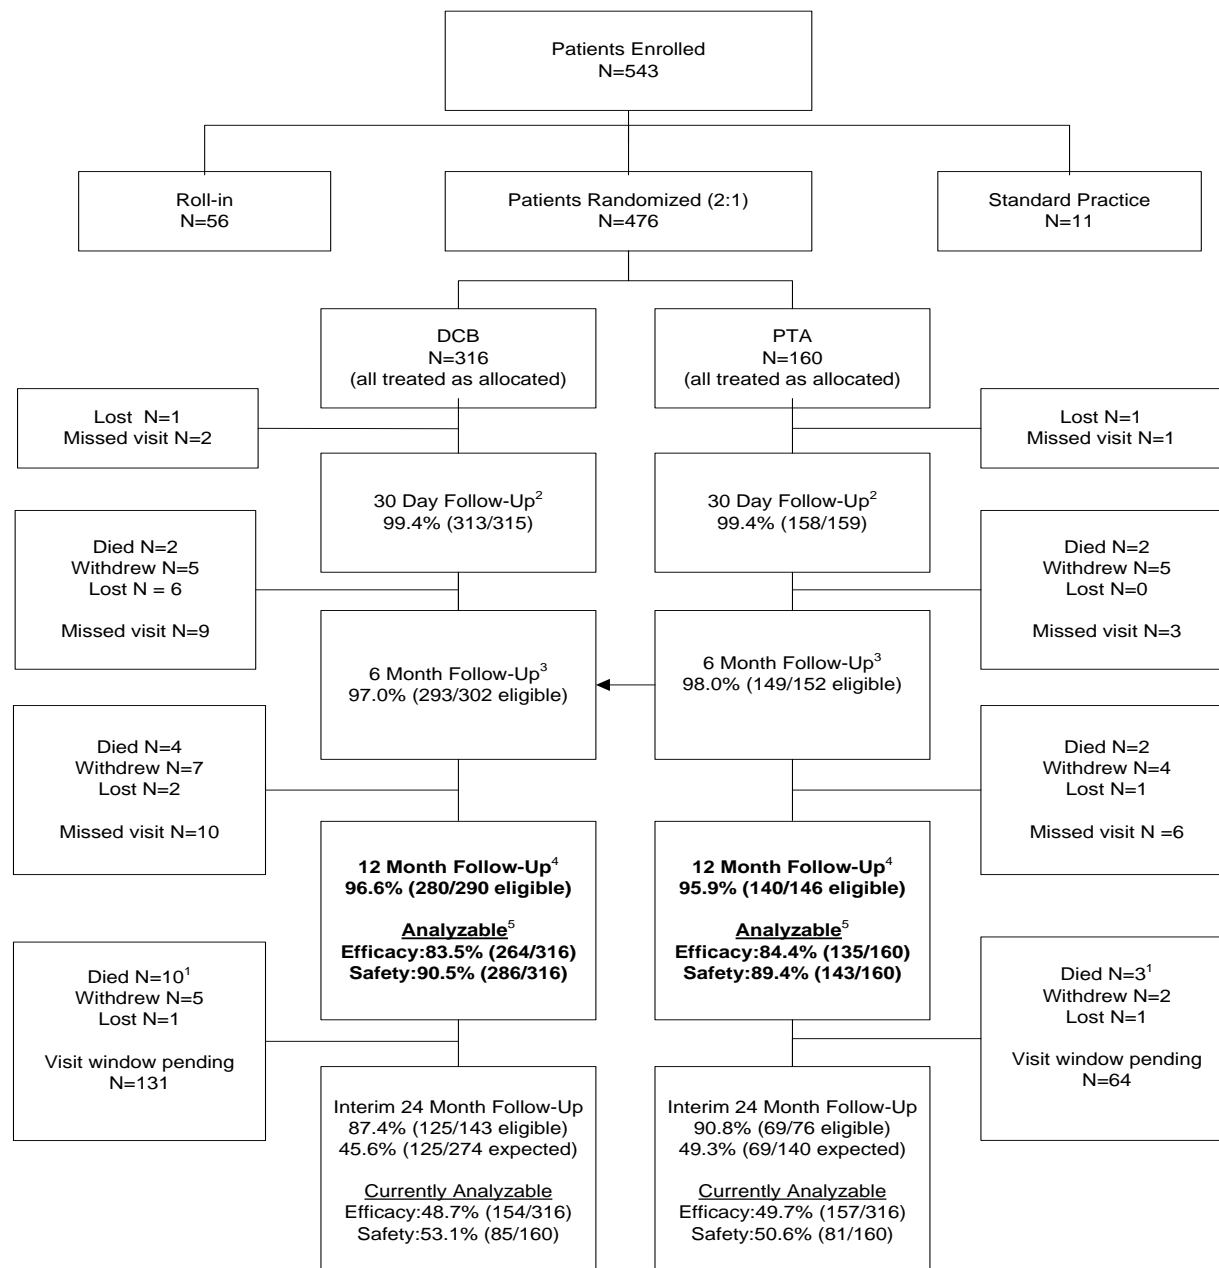 Patients Enrolled
N=543
Roll-in
N=56
Patients Randomized (2:1)
N=476
Standard Practice
N=11
DCB
N=316
(all treated as allocated)
PTA
N=160
(all treated as allocated)
Lost  N=1
Missed visit N=2
Lost N=1
Missed visit N=1
30 Day Follow-Up²
99.4% (313/315)
30 Day Follow-Up²
99.4% (158/159)
Died N=2
Withdrew N=5
Lost N = 6
Missed visit N=9
Died N=2
Withdrew N=5
Lost N=0
Missed visit N=3
6 Month Follow-Up³
97.0% (293/302 eligible)
6 Month Follow-Up³
98.0% (149/152 eligible)
Died N=4
Withdrew N=7
Lost N=2
Missed visit N=10
Died N=2
Withdrew N=4
Lost N=1
Missed visit N =6
12 Month Follow-Up⁴
96.6% (280/290 eligible)
Analyzable⁵
Efficacy:83.5% (264/316)
Safety:90.5% (286/316)
12 Month Follow-Up⁴
95.9% (140/146 eligible)
Analyzable⁵
Efficacy:84.4% (135/160)
Safety:89.4% (143/160)
Died N=10¹
Withdrew N=5
Lost N=1
Visit window pending
N=131
Died N=3¹
Withdrew N=2
Lost N=1
Visit window pending
N=64
Interim 24 Month Follow-Up
87.4% (125/143 eligible)
45.6% (125/274 expected)
Currently Analyzable
Efficacy:48.7% (154/316)
Safety:53.1% (85/160)
Interim 24 Month Follow-Up
90.8% (69/76 eligible)
49.3% (69/140 expected)
Currently Analyzable
Efficacy:49.7% (157/316)
Safety:50.6% (81/160)